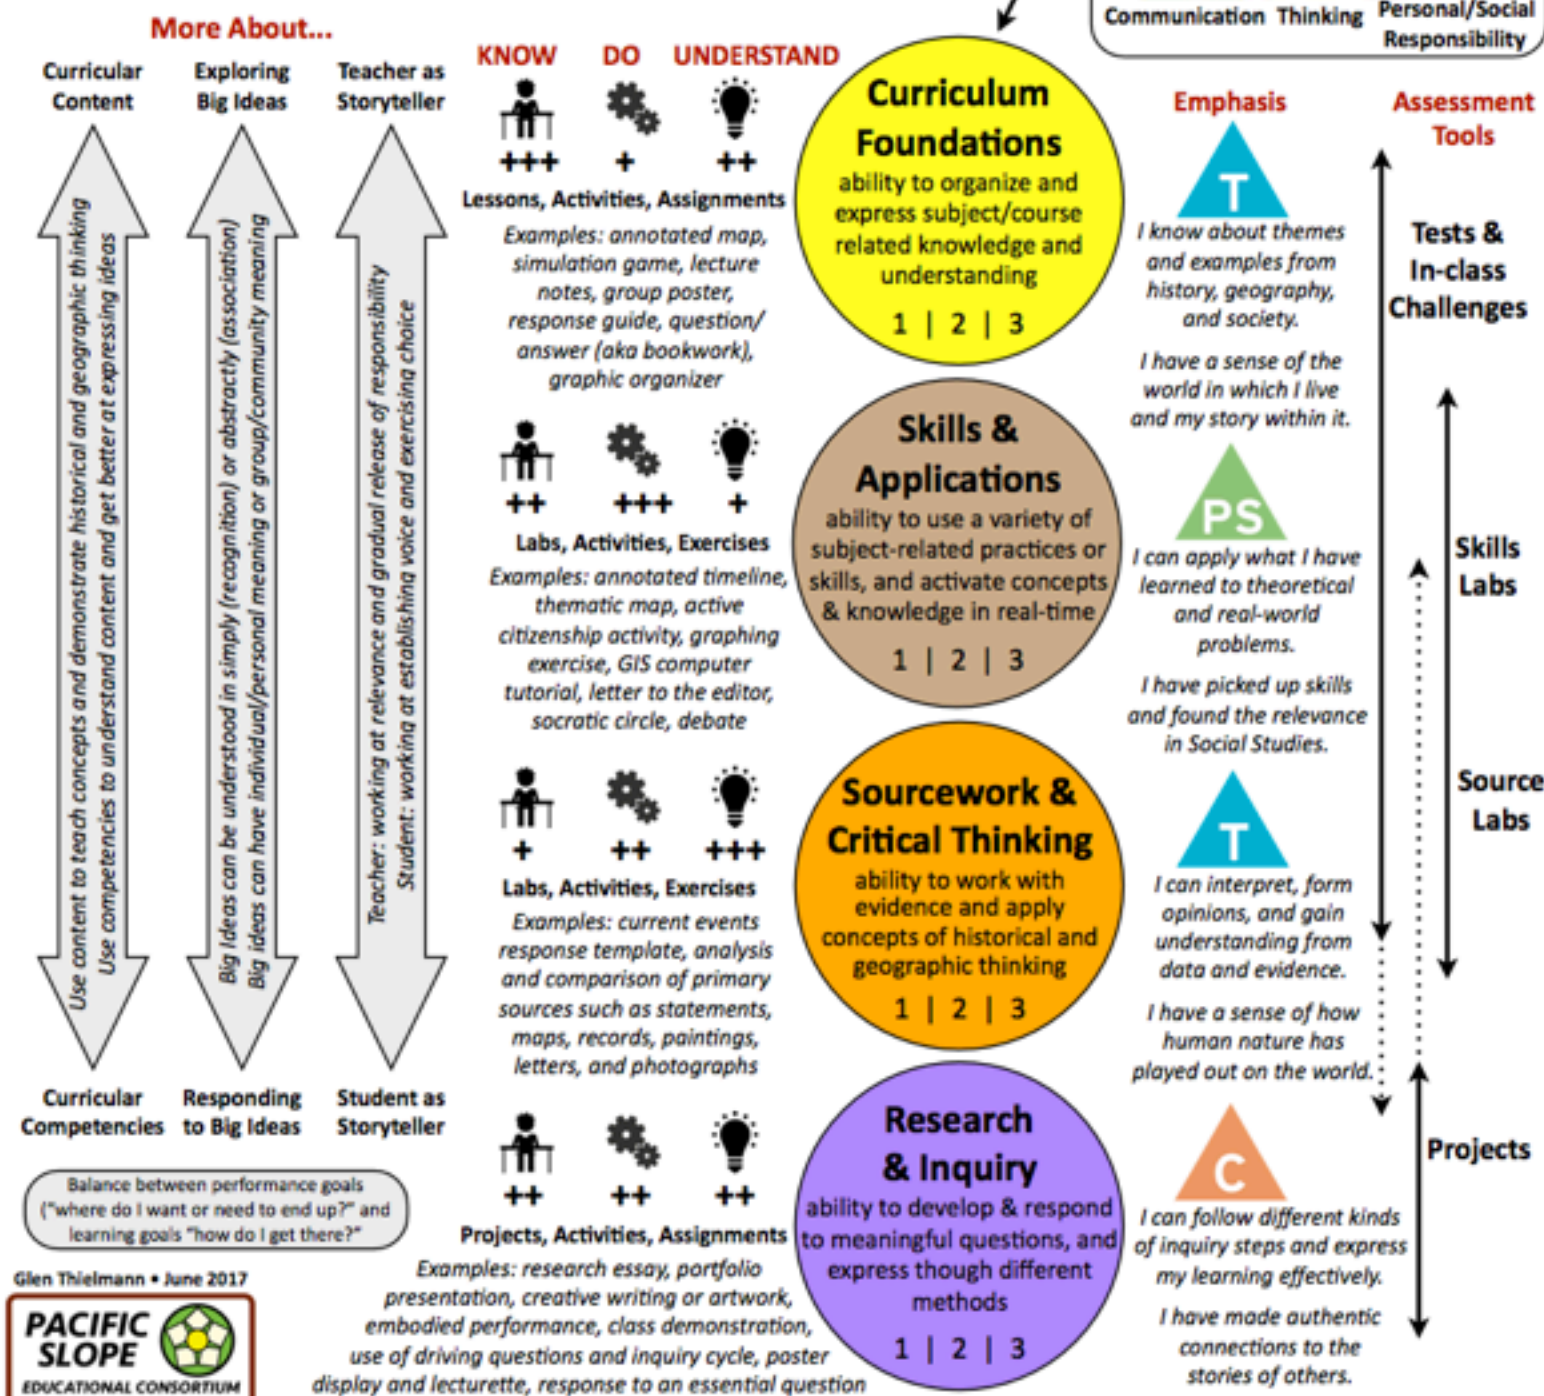 Communication Thinking Personal/Social
Responsibility
More About...
Curricular
Content
Exploring
Big Ideas
Teacher as
Storyteller
Use content to teach concepts and demonstrate historical and geographic thinking
Use competencies to understand content and get better at expressing ideas
Big Ideas can be understood in simply (recognition) or abstractly (association)
Big ideas can have individual/personal meaning or group/community meaning
Teacher: working at relevance and gradual release of responsibility
Student: working at establishing voice and exercising choice
Curricular
Competencies
Responding
to Big Ideas
Student as
Storyteller
Balance between performance goals
("where do I want or need to end up?" and
learning goals "how do I get there?"
Glen Thielmann • June 2017
PACIFIC
SLOPE
EDUCATIONAL CONSORTIUM
KNOW DO UNDERSTAND
+++ + ++
Lessons, Activities, Assignments
Examples: annotated map,
simulation game, lecture
notes, group poster,
response guide, question/
answer (aka bookwork),
graphic organizer
++ +++ +
Labs, Activities, Exercises
Examples: annotated timeline,
thematic map, active
citizenship activity, graphing
exercise, GIS computer
tutorial, letter to the editor,
socratic circle, debate
+ ++ +++
Labs, Activities, Exercises
Examples: current events
response template, analysis
and comparison of primary
sources such as statements,
maps, records, paintings,
letters, and photographs
++ ++ ++
Projects, Activities, Assignments
Examples: research essay, portfolio
presentation, creative writing or artwork,
embodied performance, class demonstration,
use of driving questions and inquiry cycle, poster
display and lecturette, response to an essential question
Curriculum
Foundations
ability to organize and
express subject/course
related knowledge and
understanding
1 | 2 | 3
Skills &
Applications
ability to use a variety of
subject-related practices or
skills, and activate concepts
& knowledge in real-time
1 | 2 | 3
Sourcework &
Critical Thinking
ability to work with
evidence and apply
concepts of historical and
geographic thinking
1 | 2 | 3
Research
& Inquiry
ability to develop & respond
to meaningful questions, and
express though different
methods
1 | 2 | 3
Emphasis
T
I know about themes
and examples from
history, geography,
and society.
I have a sense of the
world in which I live
and my story within it.
PS
I can apply what I have
learned to theoretical
and real-world
problems.
I have picked up skills
and found the relevance
in Social Studies.
T
I can interpret, form
opinions, and gain
understanding from
data and evidence.
I have a sense of how
human nature has
played out on the world.
C
I can follow different kinds
of inquiry steps and express
my learning effectively.
I have made authentic
connections to the
stories of others.
Assessment
Tools
Tests &
In-class
Challenges
Skills
Labs
Source
Labs
Projects